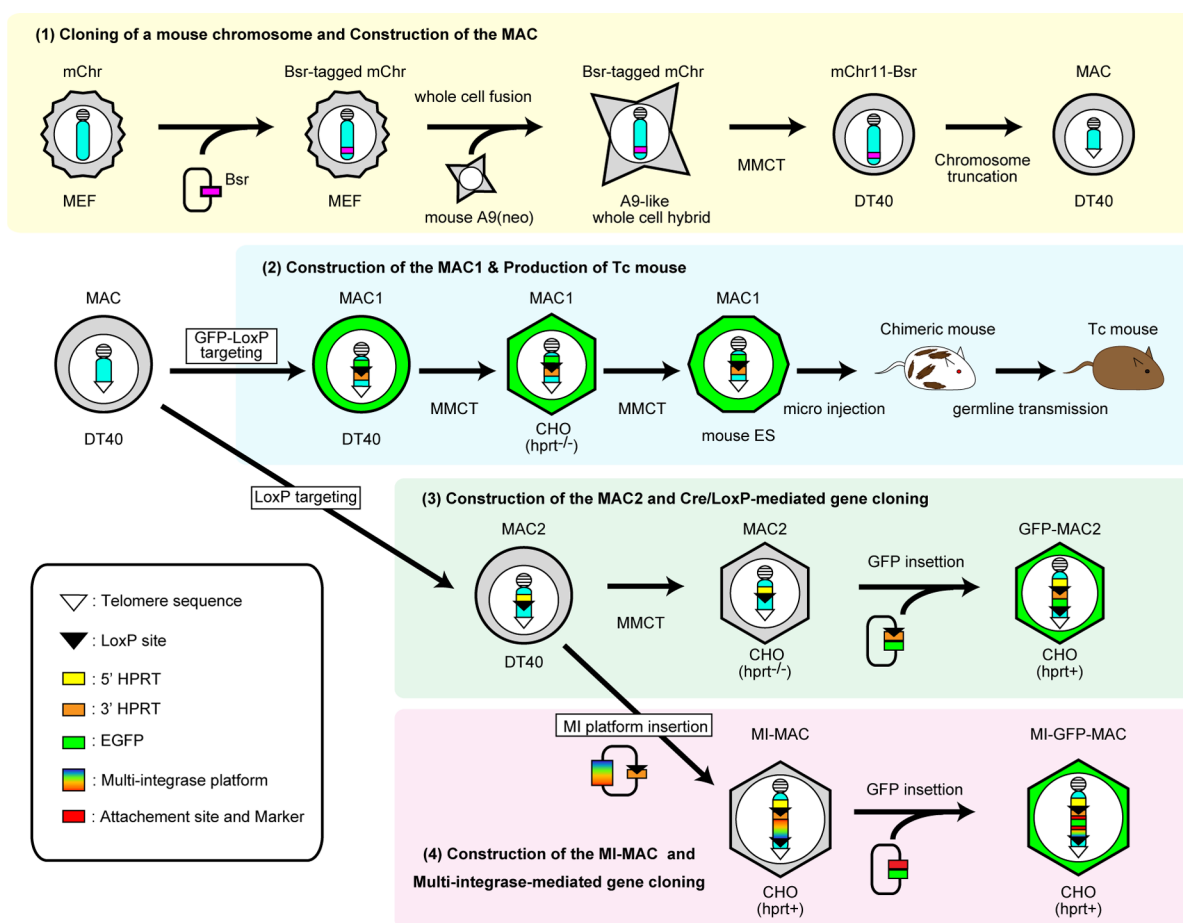 (1) Cloning of a mouse chromosome and Construction of the MAC
mChr
Bsr-tagged mChr
whole cell fusion
Bsr-tagged mChr
mChr11-Bsr
MAC
Bsr
MMCT
Chromosome
truncation
MEF
MEF
mouse A9(neo)
A9-like
whole cell hybrid
DT40
DT40
(2) Construction of the MAC1 & Production of Tc mouse
MAC
MAC1
MAC1
MAC1
Chimeric mouse
Tc mouse
GFP-LoxP
targeting
MMCT
MMCT
micro injection
germline transmission
DT40
DT40
CHO
(hprt-/-)
mouse ES
LoxP targeting
(3) Construction of the MAC2 and Cre/LoxP-mediated gene cloning
MAC2
MAC2
GFP-MAC2
GFP insettion
MMCT
DT40
CHO
(hprt-/-)
CHO
(hprt+)
: Telomere sequence
: LoxP site
: 5' HPRT
: 3' HPRT
: EGFP
: Multi-integrase platform
: Attachement site and Marker
MI platform insertion
MI-MAC
MI-GFP-MAC
GFP insettion
(4) Construction of the MI-MAC and
Multi-integrase-mediated gene cloning
CHO
(hprt+)
CHO
(hprt+)